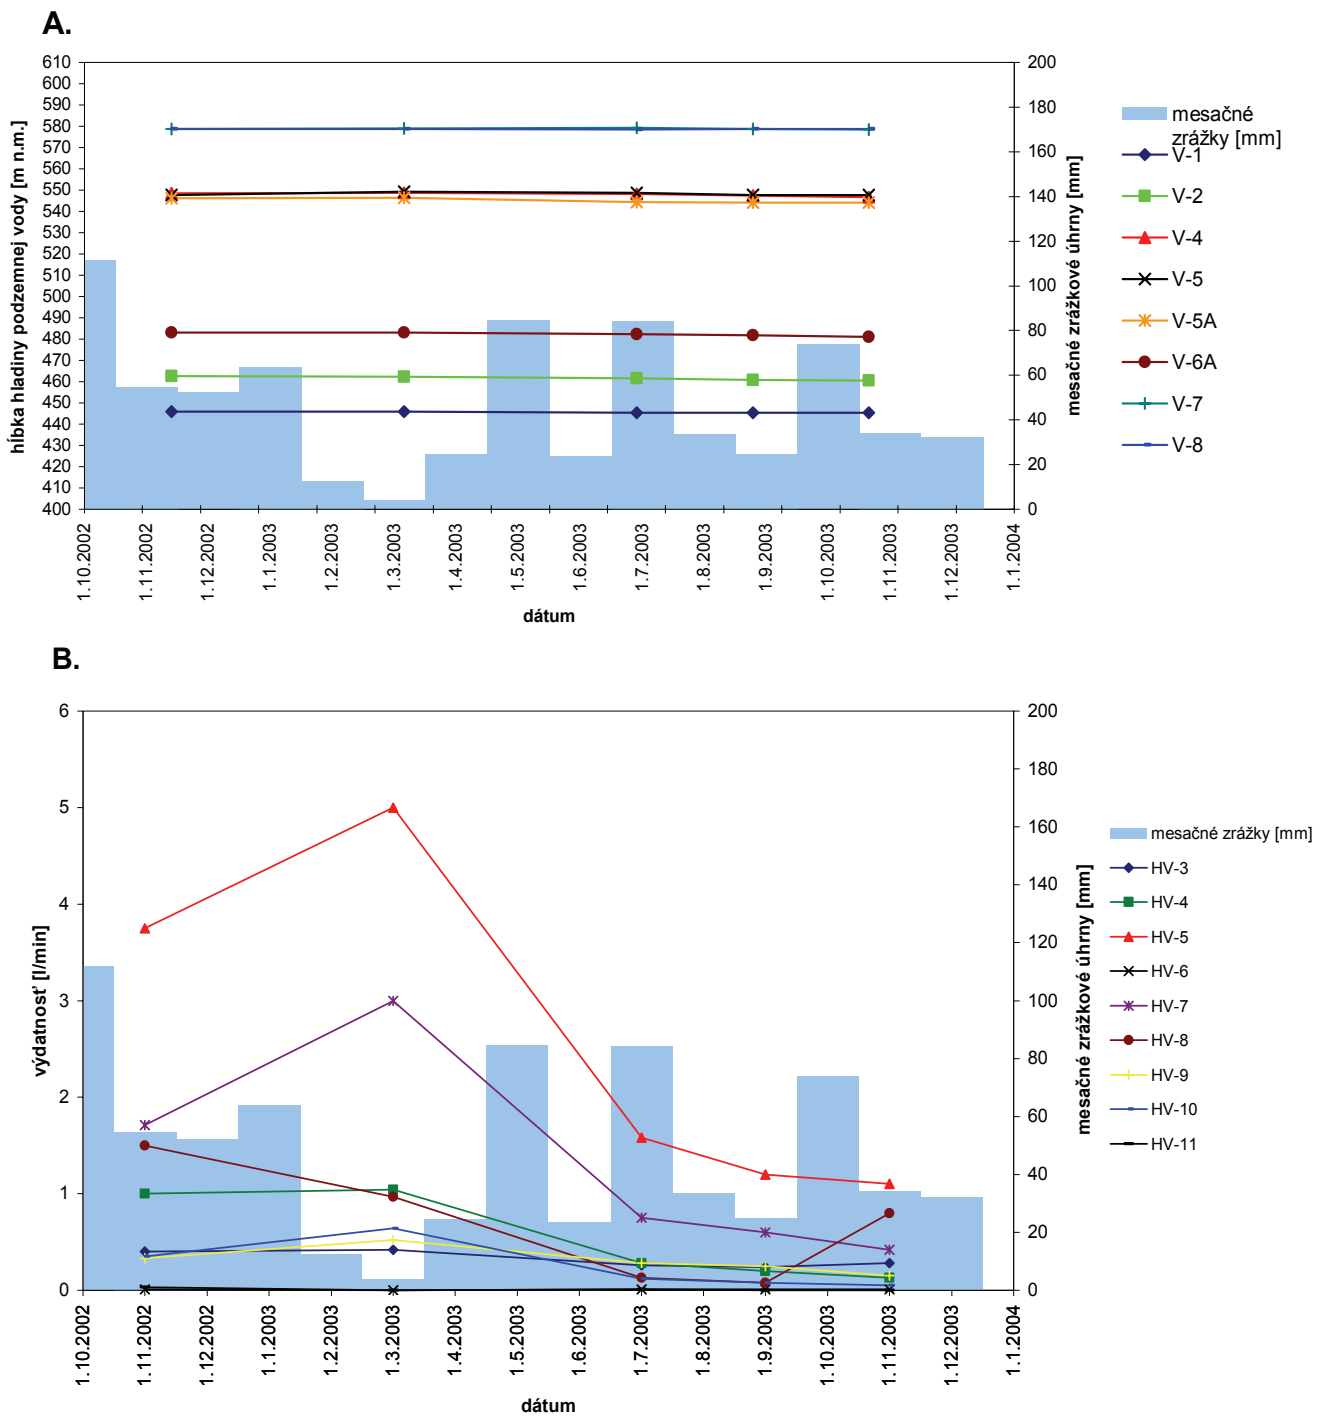 A.
hĺbka hladiny podzemnej vody [m n.m.]
610
600
590
580
570
560
550
540
530
520
510
500
490
480
470
460
450
440
430
420
410
400
200
180
160
140
120
100
80
60
40
20
0
mesačné zrážkové úhrny [mm]
1.10.2002
1.11.2002
1.12.2002
1.1.2003
1.2.2003
1.3.2003
1.4.2003
1.5.2003
1.6.2003
1.7.2003
1.8.2003
1.9.2003
1.10.2003
1.11.2003
1.12.2003
1.11.2004
dátum
mesačné
zrážky [mm]
V-1
V-2
V-4
V-5
V-5A
V-6A
V-7
V-8
B.
výdatnosť [l/min]
6
5
4
3
2
1
0
200
180
160
140
120
100
80
60
40
20
0
mesačné zrážkové úhrny [mm]
1.10.2002
1.11.2002
1.12.2002
1.1.2003
1.2.2003
1.3.2003
1.4.2003
1.5.2003
1.6.2003
1.7.2003
1.8.2003
1.9.2003
1.10.2003
1.11.2003
1.12.2003
1.11.2004
dátum
mesačné zrážky [mm]
HV-3
HV-4
HV-5
HV-6
HV-7
HV-8
HV-9
HV-10
HV-11